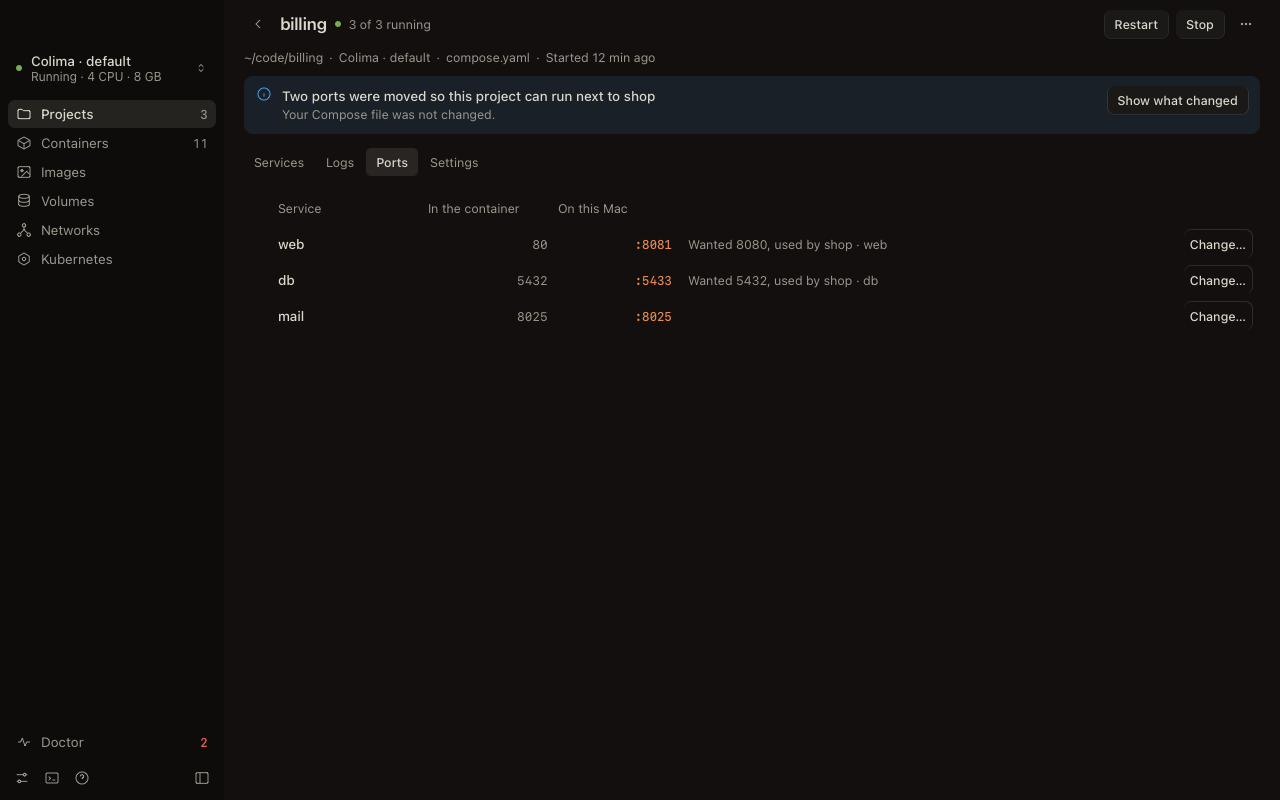 billing 3 of 3 running Restart Stop
Colima · default
Running · 4 CPU · 8 GB
~/code/billing · Colima · default · compose.yaml · Started 12 min ago
Two ports were moved so this project can run next to shop
Your Compose file was not changed.
Show what changed
Projects 3
Containers 11
Images
Volumes
Networks
Kubernetes
Services Logs Ports Settings
Service In the container On this Mac
web 80 :8081 Wanted 8080, used by shop · web Change...
db 5432 :5433 Wanted 5432, used by shop · db Change...
mail 8025 :8025 Change...
Doctor 2